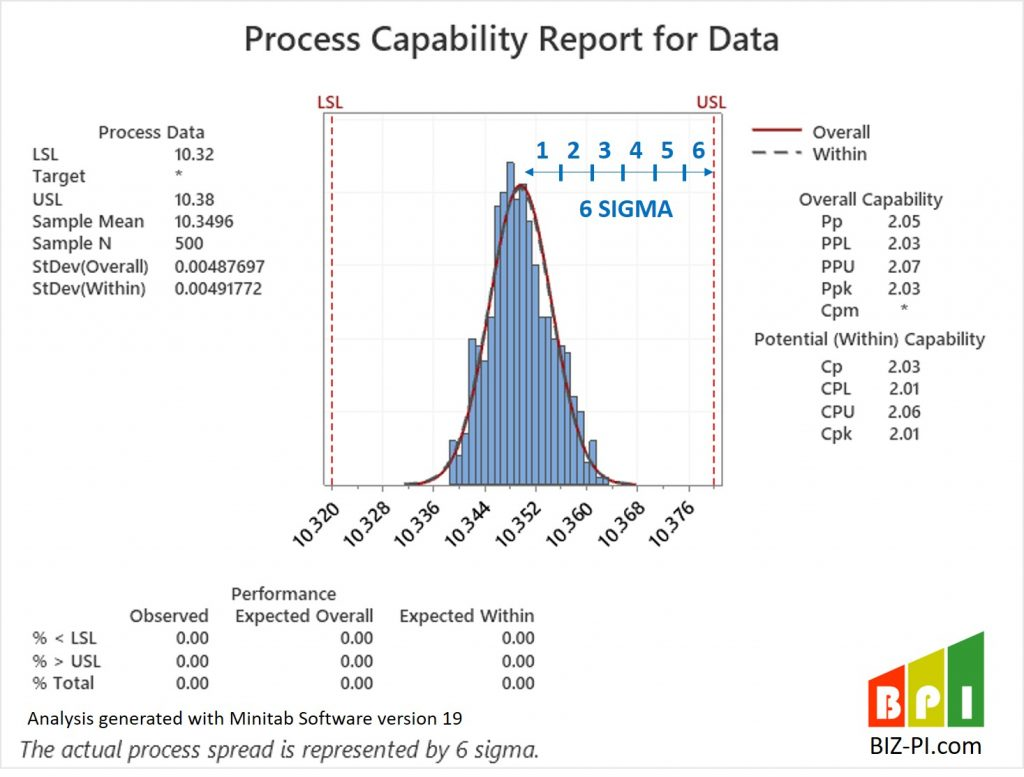 Process Capability Report for Data
LSL
USL
Process Data
LSL 10.32
Target *
USL 10.38
Sample Mean 10.3496
Sample N 500
StDev(Overall) 0.00487697
StDev(Within) 0.00491772
1 2 3 4 5 6
6 SIGMA
Overall
Within
Overall Capability
Pp 2.05
PPL 2.03
PPU 2.07
Ppk 2.03
Cpm *
Potential (Within) Capability
Cp 2.03
CPL 2.01
CPU 2.06
Cpk 2.01
10.320 10.328 10.336 10.344 10.352 10.360 10.368 10.376
Performance
Observed Expected Overall Expected Within
% < LSL 0.00 0.00 0.00
% > USL 0.00 0.00 0.00
% Total 0.00 0.00 0.00
Analysis generated with Minitab Software version 19
The actual process spread is represented by 6 sigma.
BPI
BIZ-PI.com